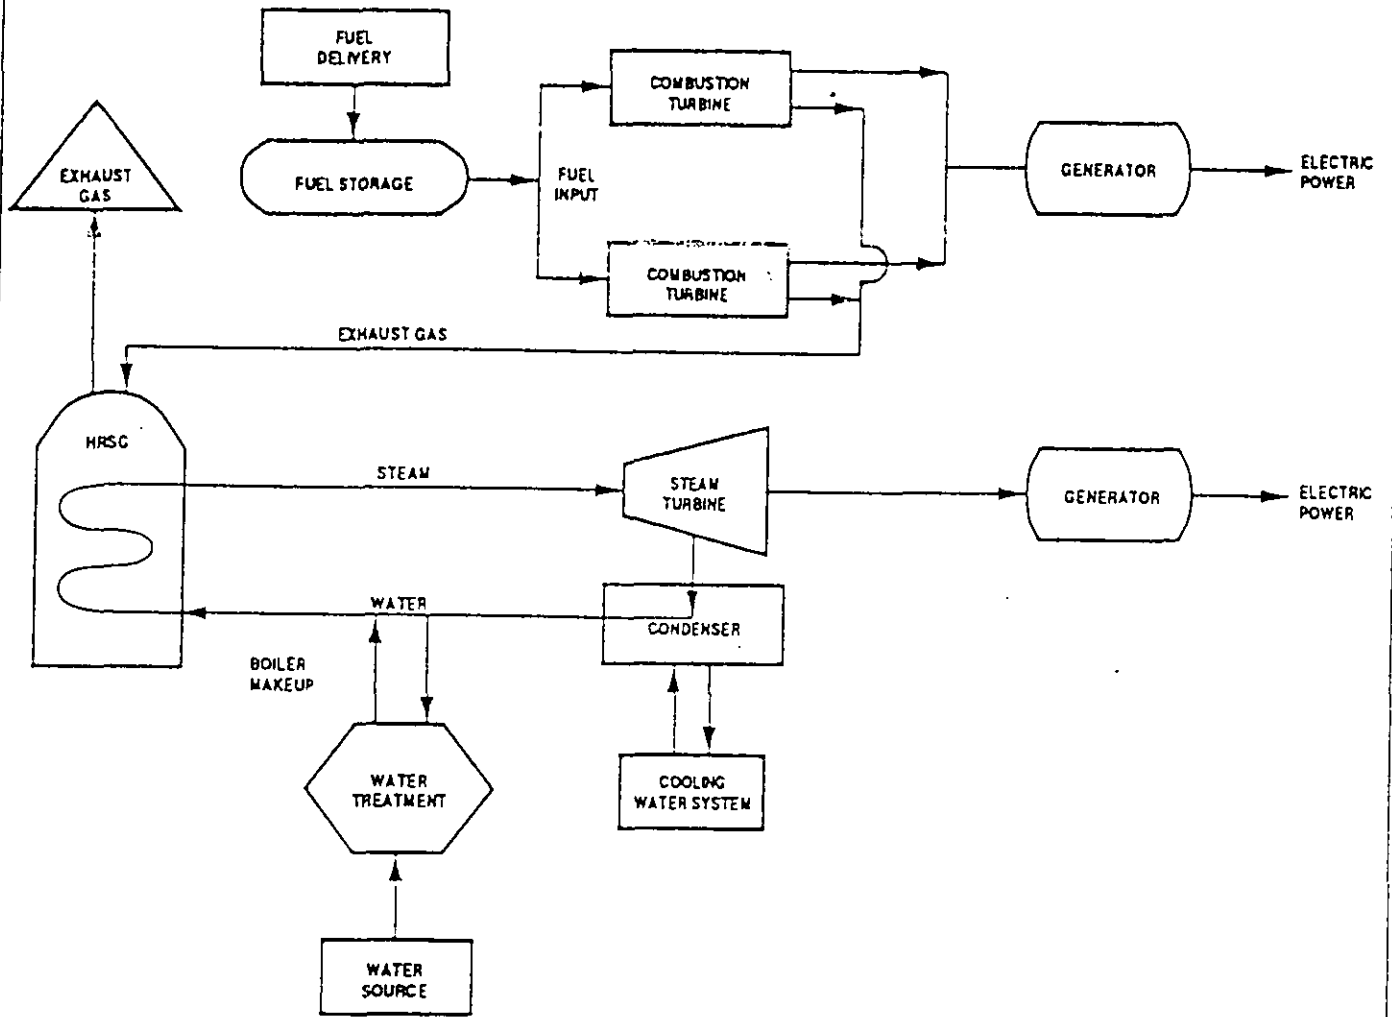 FUEL
DELIVERY
COMBUSTION
TURBINE
EXHAUST
GAS
FUEL STORAGE
FUEL
INPUT
GENERATOR
ELECTRIC
POWER
COMBUSTION
TURBINE
EXHAUST GAS
HRSG
STEAM
STEAM
TURBINE
GENERATOR
ELECTRIC
POWER
WATER
CONDENSER
BOILER
MAKEUP
WATER
TREATMENT
COOLING
WATER SYSTEM
WATER
SOURCE